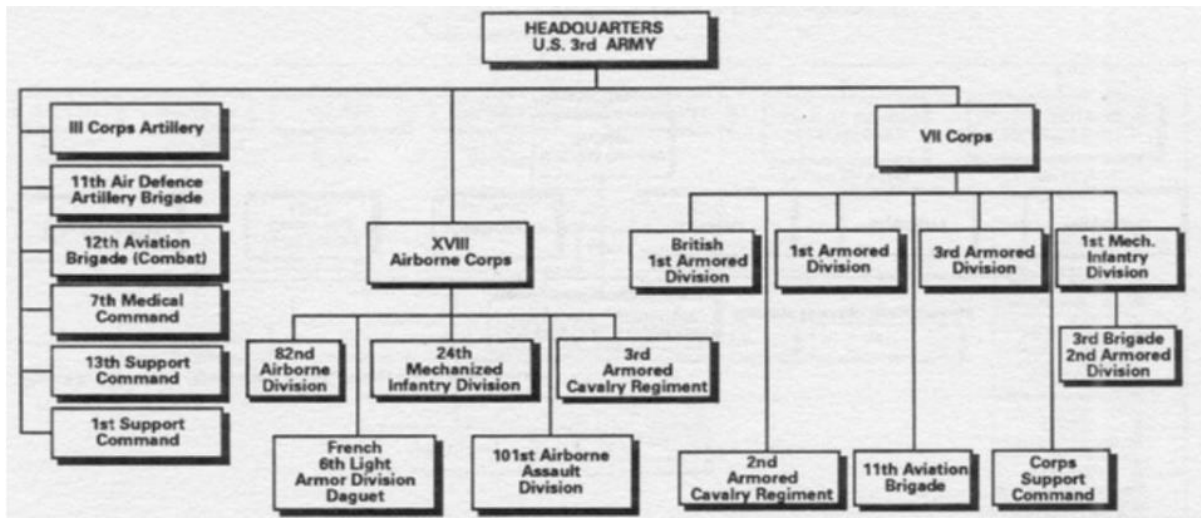 HEADQUARTERS
U.S. 3rd ARMY
III Corps Artillery
11th Air Defence
Artillery Brigade
12th Aviation
Brigade (Combat)
7th Medical
Command
13th Support
Command
1st Support
Command
XVIII
Airborne Corps
82nd
Airborne
Division
24th
Mechanized
Infantry Division
3rd
Armored
Cavalry Regiment
French
6th Light
Armor Division
Daguet
101st Airborne
Assault
Division
VII Corps
British
1st Armored
Division
1st Armored
Division
3rd Armored
Division
1st Mech.
Infantry
Division
3rd Brigade
2nd Armored
Division
2nd
Armored
Cavalry Regiment
11th Aviation
Brigade
Corps
Support
Command